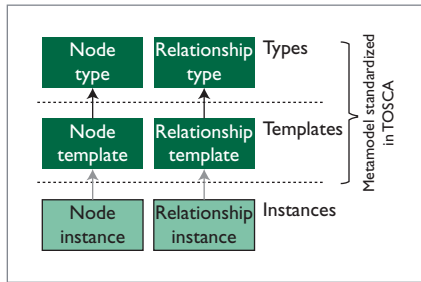 Node
type
Relationship
type
Types
Node
template
Relationship
template
Templates
Node
instance
Relationship
instance
Instances
Metamodel standardized
in TOSCA